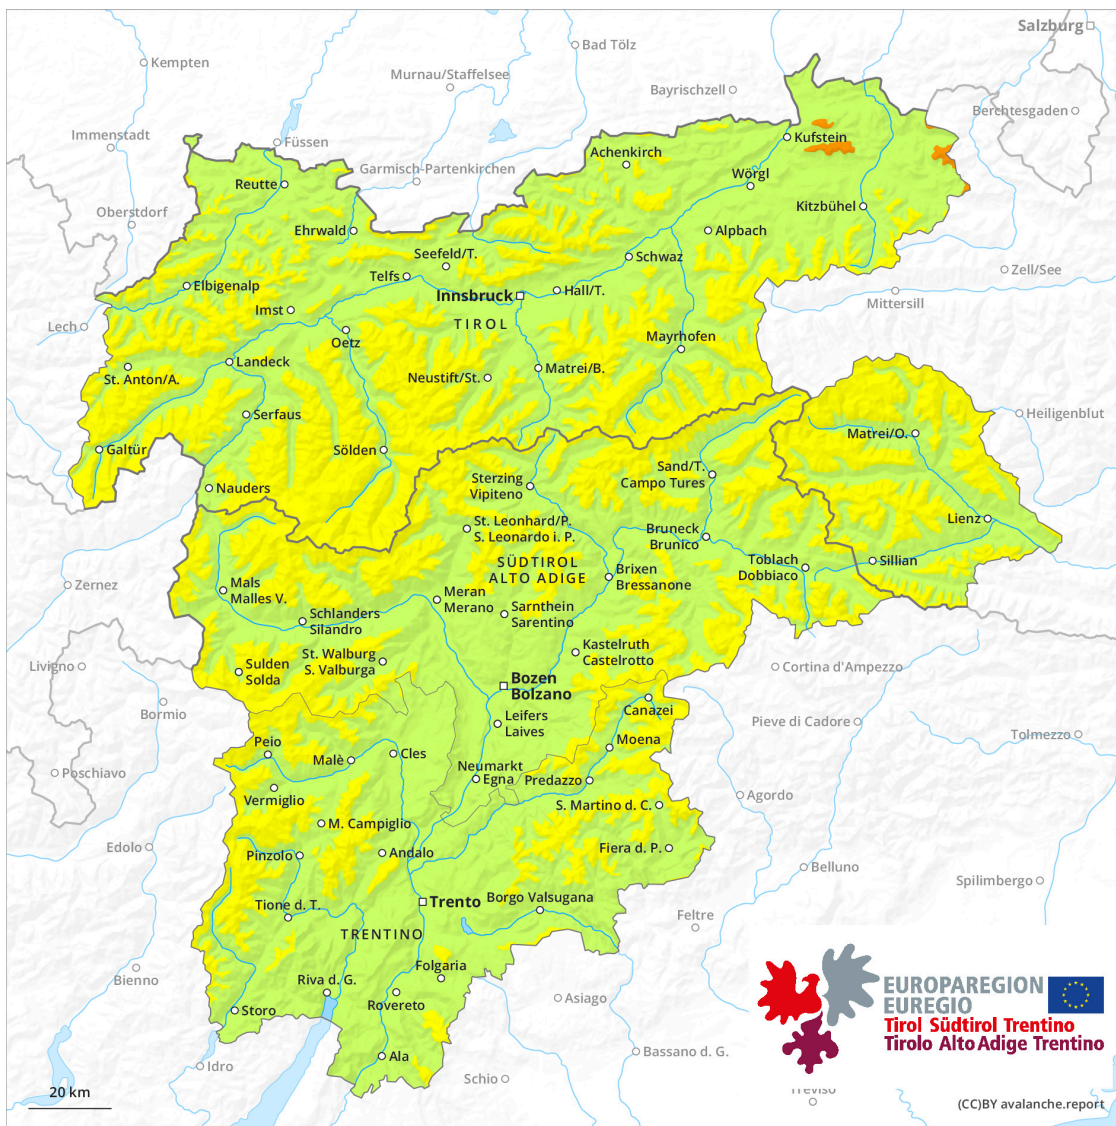 Salzburg
Bad Tölz
Kempten
Murnau/Staffelsee
Bayrischzell
Berchtesgaden
Immenstadt
Füssen
Kufstein
Achenkirch
Garmisch-Partenkirchen
Wörgl
Reutte
Oberstdorf
Kitzbühel
Ehrwald
Alpbach
Seefeld/T.
Schwaz
Zell/See
Telfs
Elbigenalp
Innsbruck
Hall/T.
Mittersill
Imst
TIROL
Lech
Oetz
Mayrhofen
Landeck
Matrei/B.
St. Anton/A.
Neustift/St.
Serfaus
Heiligenblut
Matrei/O.
Galtür
Sölden
Sand/T.
Campo Tures
Sterzing
Vipiteno
Nauders
Lienz
St. Leonhard/P.
S. Leonardo i. P.
Bruneck
Brunico
SÜDTIROL
ALTO ADIGE
Toblach
Dobbiaco
Sillian
Brixen
Bressanone
Zernez
Mals
Malles V.
Meran
Merano
Sarnthein
Sarentino
Schlanders
Silandro
Kastelruth
Castelrotto
St. Walburg
S. Valburga
Livigno
Sulden
Solda
Cortina d'Ampezzo
Bozen
Bolzano
Bormio
Canazei
Leifers
Laives
Pieve di Cadore
Tolmezzo
Moena
Peio
Cles
Malè
Poschiavo
Neumarkt
Egna
Predazzo
Vermiglio
Agordo
S. Martino d. C.
M. Campiglio
Edolo
Fiera d. P.
Pinzolo
Andalo
Belluno
Spilimbergo
Borgo Valsugana
Trento
Tione d. T.
Feltre
TRENTINO
Folgaria
Bienno
Riva d. G.
EUROPAREGION
EUREGIO
Tirol Südtirol Trentino
Tirolo Alto Adige Trentino
Rovereto
Asiago
Storo
Bassano d. G.
Ala
Idro
Schio
Treviso
20 km
(CC)BY avalanche.report